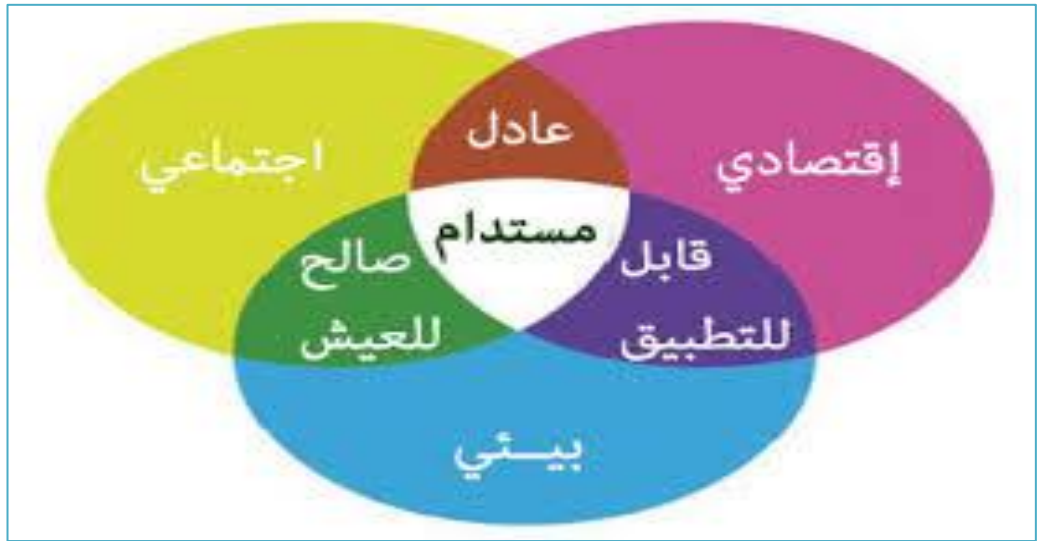 عادل
إقتصادي
اجتماعي
مستدام
قابل
للتطبيق
صالح
للعيش
بيــئي